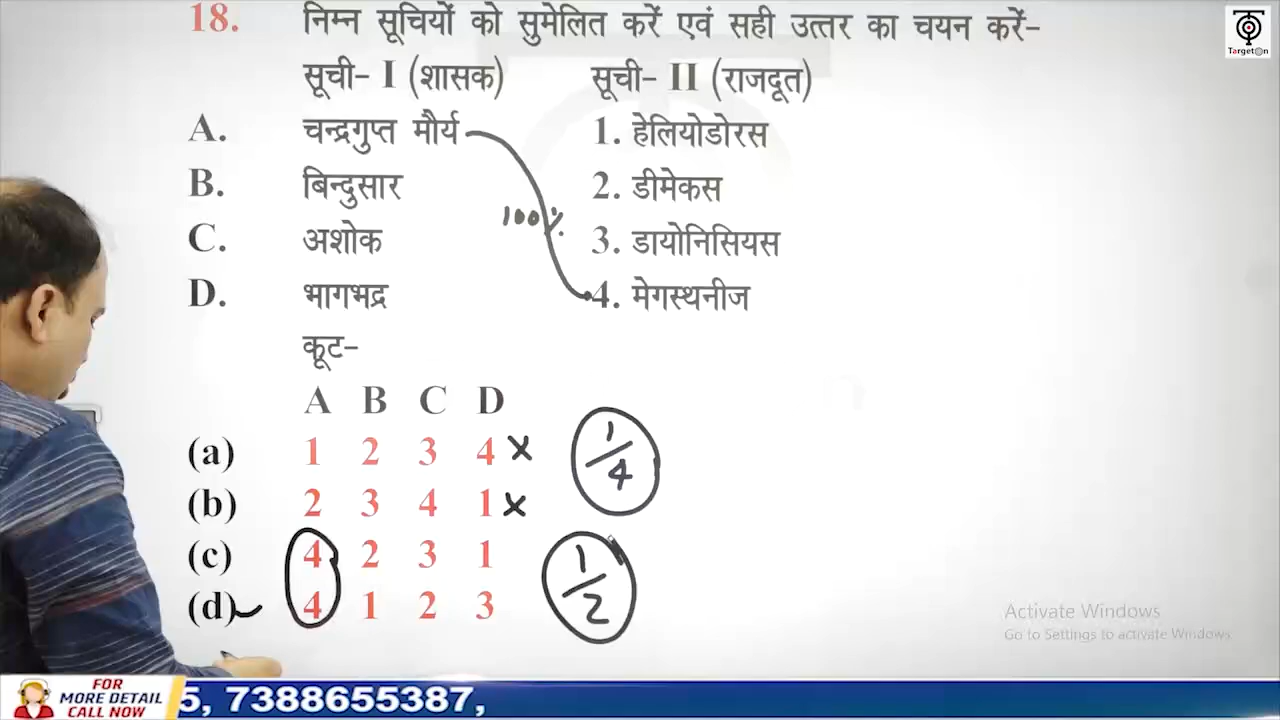 18. निम्न सूचियों को सुमेलित करें एवं सही उत्तर का चयन करें-
TargetOn
सूची- I (शासक) सूची- II (राजदूत)
A. चन्द्रगुप्त मौर्य 1. हेलियोडोरस
B. बिन्दुसार 2. डीमेकस
100%
C. अशोक 3. डायोनिसियस
D. भागभद्र 4. मेगस्थनीज
कूट-
A B C D
(a) 1 2 3 4 x 1/4
(b) 2 3 4 1 x
(c) 4 2 3 1 1/2
(d) 4 1 2 3
Activate Windows
Go to Settings to activate Windows.
FOR
MORE DETAIL
CALL NOW
5, 7388655387,